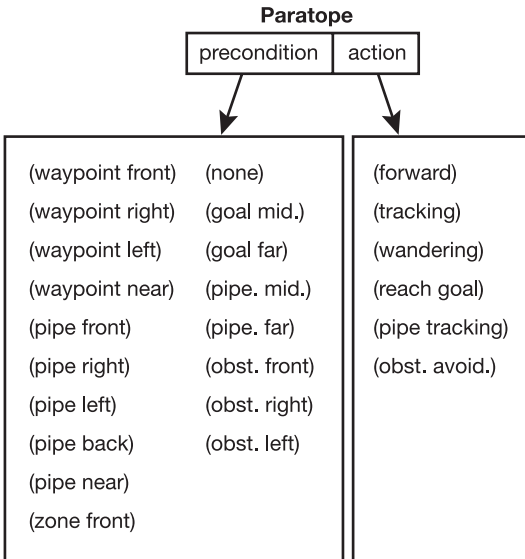 Paratope
precondition action
(waypoint front) (none) (forward)
(waypoint right) (goal mid.) (tracking)
(waypoint left) (goal far) (wandering)
(waypoint near) (pipe. mid.) (reach goal)
(pipe front) (pipe. far) (pipe tracking)
(pipe right) (obst. front) (obst. avoid.)
(pipe left) (obst. right)
(pipe back) (obst. left)
(pipe near)
(zone front)